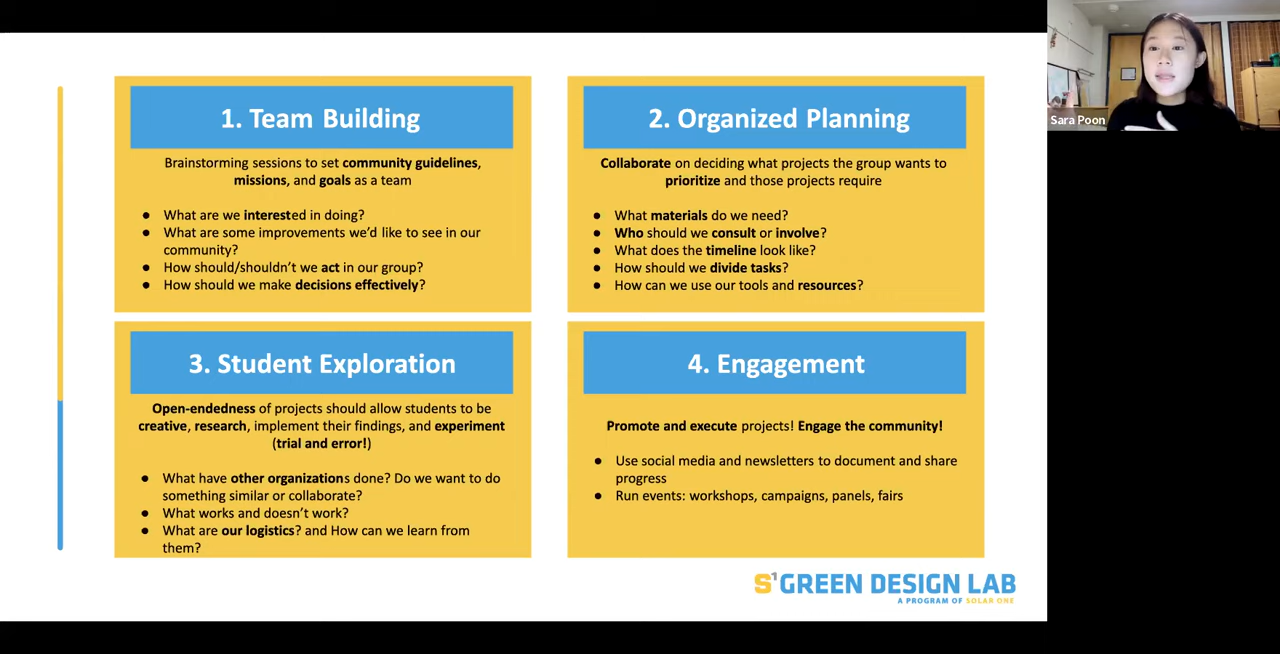 1. Team Building
Brainstorming sessions to set community guidelines,
missions, and goals as a team
● What are we interested in doing?
● What are some improvements we'd like to see in our
community?
● How should/shouldn't we act in our group?
● How should we make decisions effectively?
2. Organized Planning
Collaborate on deciding what projects the group wants to
prioritize and those projects require
● What materials do we need?
● Who should we consult or involve?
● What does the timeline look like?
● How should we divide tasks?
● How can we use our tools and resources?
3. Student Exploration
Open-endedness of projects should allow students to be
creative, research, implement their findings, and experiment
(trial and error!)
● What have other organizations done? Do we want to do
something similar or collaborate?
● What works and doesn't work?
● What are our logistics? and How can we learn from
them?
4. Engagement
Promote and execute projects! Engage the community!
● Use social media and newsletters to document and share
progress
● Run events: workshops, campaigns, panels, fairs
S1 GREEN DESIGN LAB
A PROGRAM OF SOLAR ONE
Sara Poon